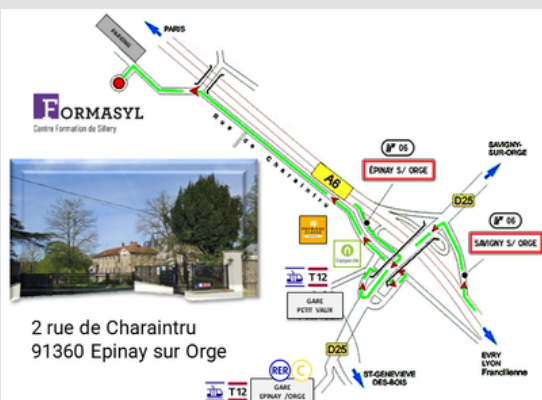 PARIS
PARKING
FORMASYL
Centre Formation de Sillery
Rue de Charaintru
A6
N° 06
ÉPINAY S/ ORGE
SAVIGNY-
SUR-ORGE
D25
N° 06
SAVIGNY S/ ORGE
PREMIERE
CLASSE
T12
GARE
PETIT VAUX
2 rue de Charaintru
91360 Epinay sur Orge
D25
EVRY
LYON
Francilienne
RER C
ST-GENEVIEVE
DES-BOIS
T12
GARE
EPINAY /ORGE